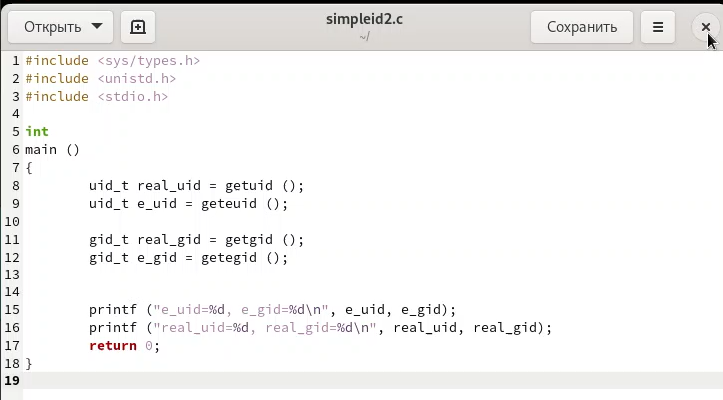 Открыть
simpleid2.c
~/
Сохранить
1 #include <sys/types.h>
2 #include <unistd.h>
3 #include <stdio.h>
4
5 int
6 main ()
7 {
8         uid_t real_uid = getuid ();
9         uid_t e_uid = geteuid ();
10
11         gid_t real_gid = getgid ();
12         gid_t e_gid = getegid ();
13
14
15         printf ("e_uid=%d, e_gid=%d\n", e_uid, e_gid);
16         printf ("real_uid=%d, real_gid=%d\n", real_uid, real_gid);
17         return 0;
18 }
19